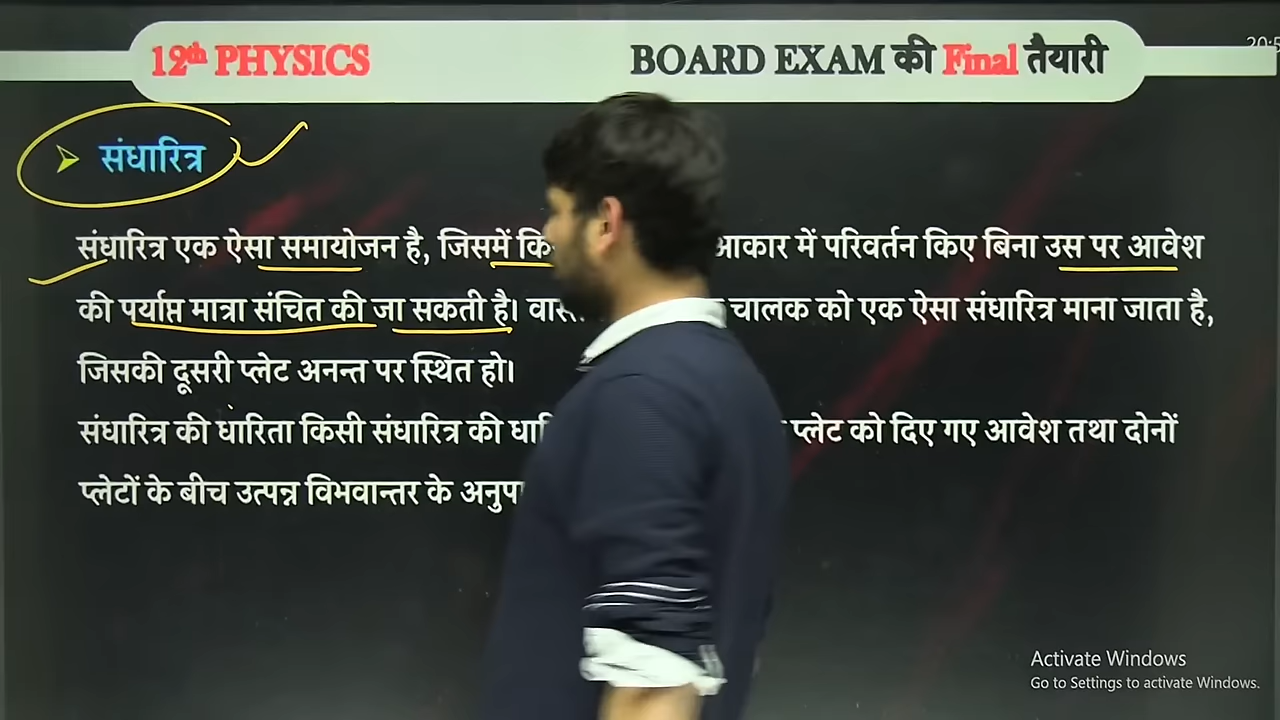 12th PHYSICS
BOARD EXAM की Final तैयारी
20:5
➢ संधारित्र
संधारित्र एक ऐसा समायोजन है, जिसमें आकार में परिवर्तन किए बिना उस पर आवेश
की पर्याप्त मात्रा संचित की जा सकती है। चालक को एक ऐसा संधारित्र माना जाता है,
जिसकी दूसरी प्लेट अनन्त पर स्थित हो।
संधारित्र की धारिता किसी संधारित्र की प्लेट को दिए गए आवेश तथा दोनों
प्लेटों के बीच उत्पन्न विभवान्तर के
Activate Windows
Go to Settings to activate Windows.